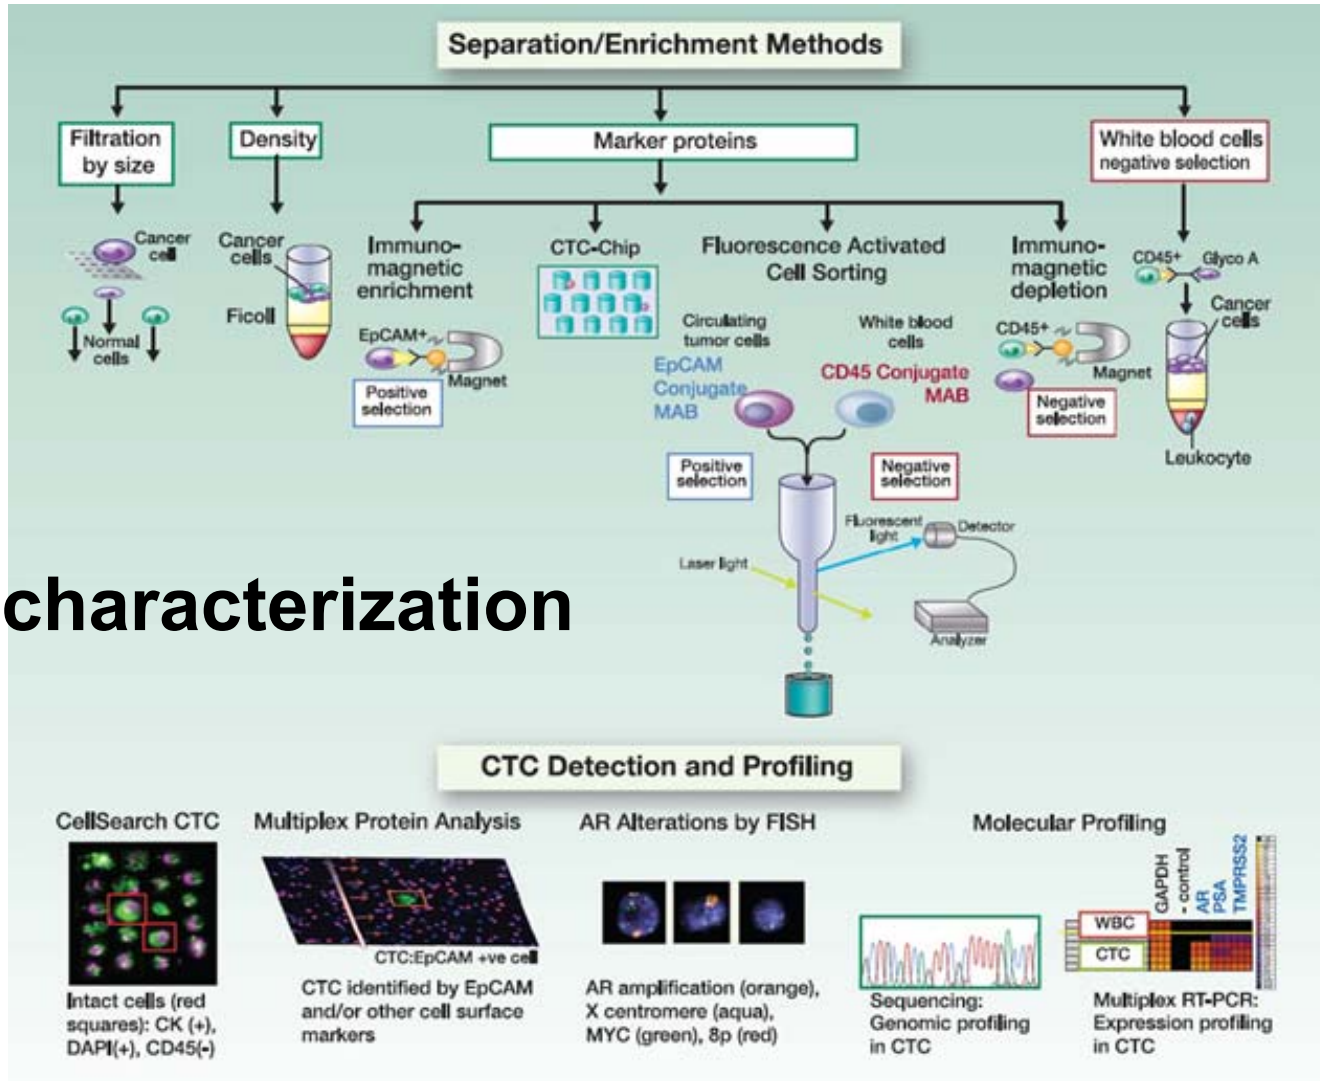 Separation/Enrichment Methods
Filtration
by size
Density
Marker proteins
White blood cells
negative selection
Cancer
cell
Normal
cells
Cancer
cells
Ficoll
Immuno-
magnetic
enrichment
EpCAM+
Magnet
Positive
selection
CTC-Chip
Fluorescence Activated
Cell Sorting
Circulating
tumor cells
EpCAM
Conjugate
MAB
White blood
cells
CD45 Conjugate
MAB
Positive
selection
Negative
selection
Laser light
Fluorescent
light
Detector
Analyzer
Immuno-
magnetic
depletion
CD45+
Magnet
Negative
selection
CD45+ Glyco A
Cancer
cells
Leukocyte
characterization
CTC Detection and Profiling
CellSearch CTC
Intact cells (red
squares): CK (+),
DAPI(+), CD45(-)
Multiplex Protein Analysis
CTC:EpCAM +ve cell
CTC identified by EpCAM
and/or other cell surface
markers
AR Alterations by FISH
AR amplification (orange),
X centromere (aqua),
MYC (green), 8p (red)
Molecular Profiling
Sequencing:
Genomic profiling
in CTC
GAPDH
- control
AR
PSA
TMPRSS2
WBC
CTC
Multiplex RT-PCR:
Expression profiling
in CTC